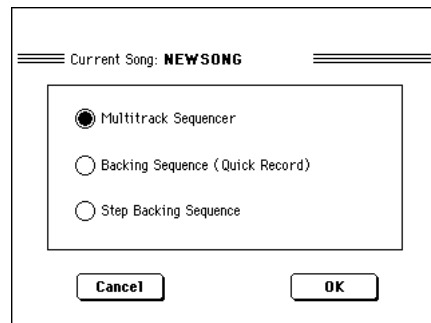 Current Song: NEWSONG
Multitrack Sequencer
Backing Sequence (Quick Record)
Step Backing Sequence
Cancel OK